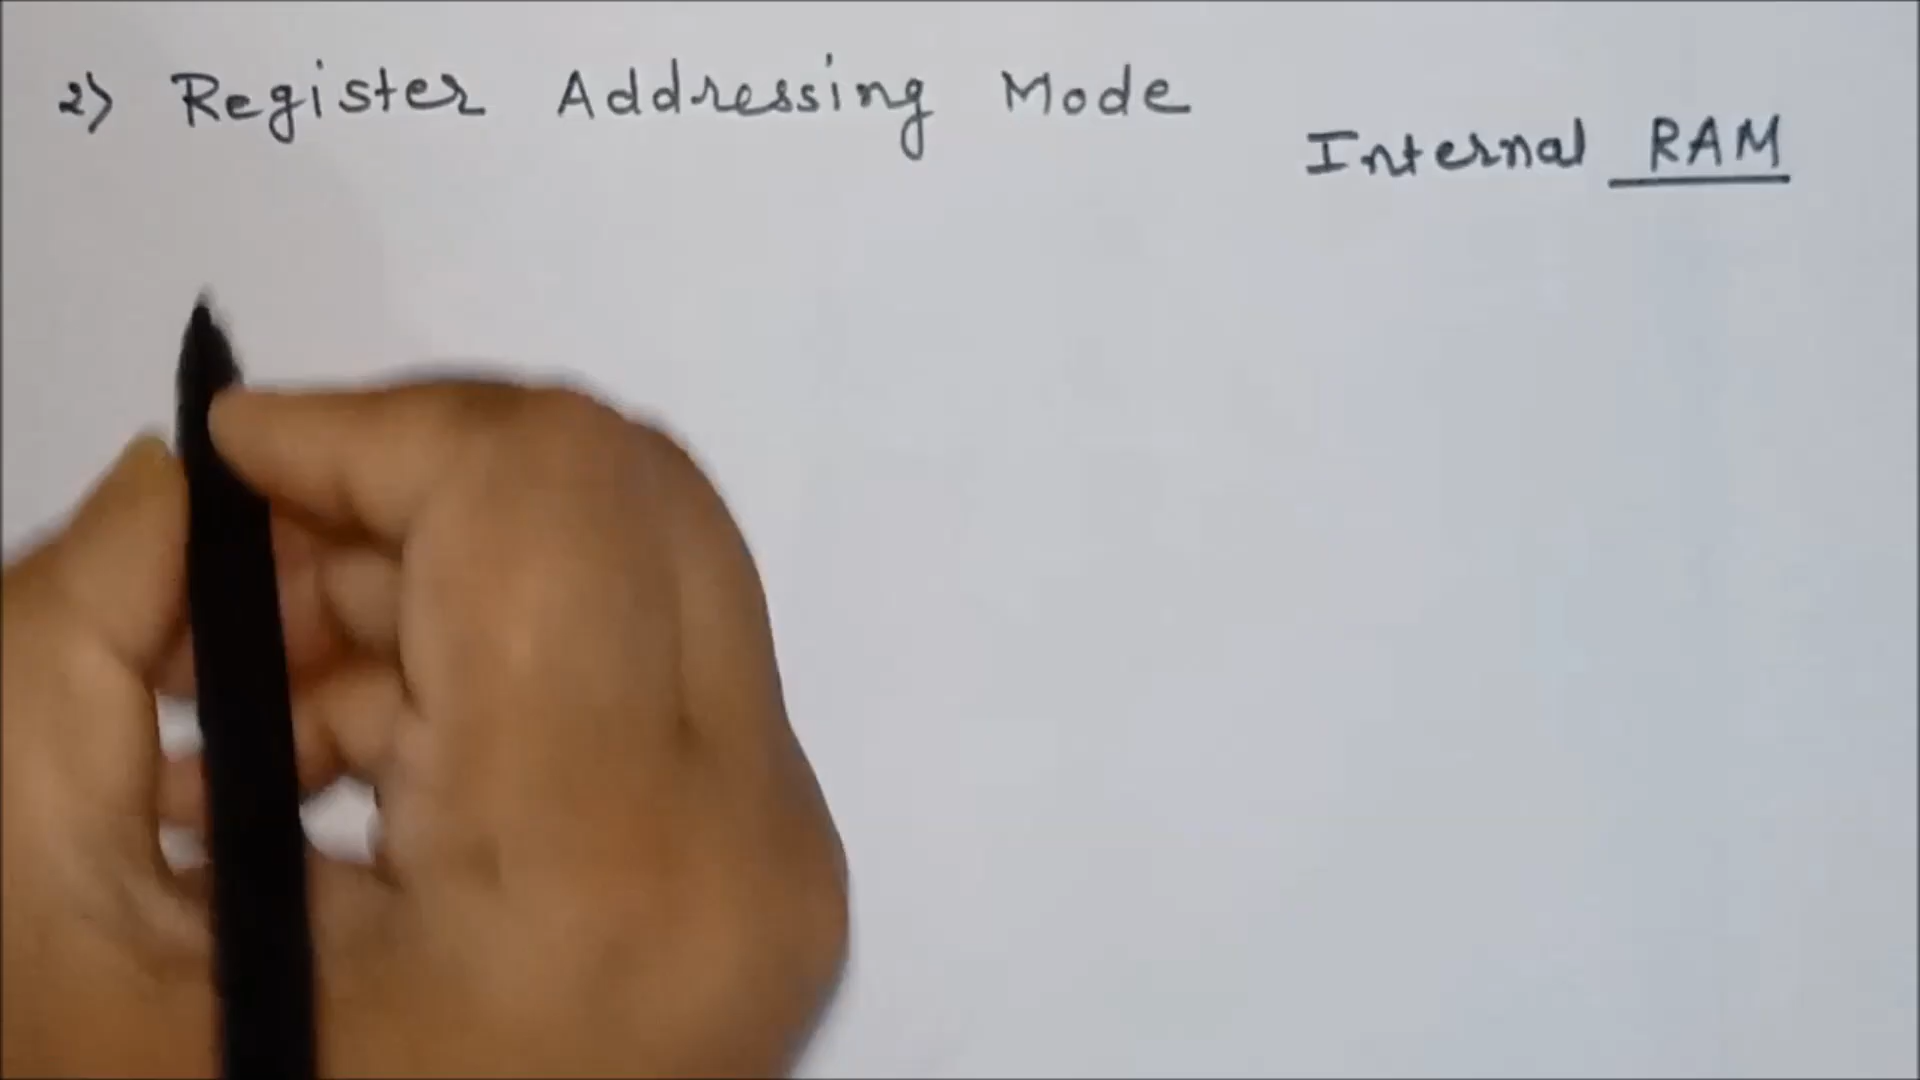 2) Register Addressing Mode
Internal RAM